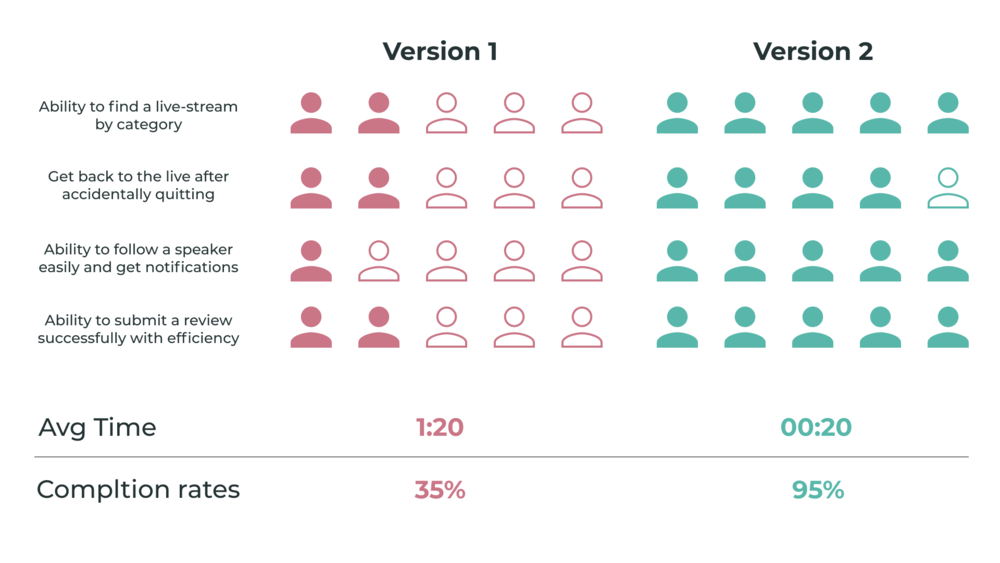 Version 1
Version 2
Ability to find a live-stream
by category
Get back to the live after
accidentally quitting
Ability to follow a speaker
easily and get notifications
Ability to submit a review
successfully with efficiency
Avg Time
1:20
00:20
Compltion rates
35%
95%